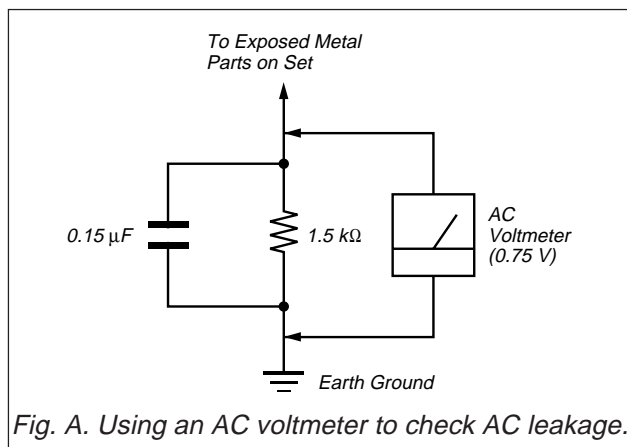 To Exposed Metal
Parts on Set
0.15 µF
1.5 kΩ
AC
Voltmeter
(0.75 V)
Earth Ground
Fig. A. Using an AC voltmeter to check AC leakage.